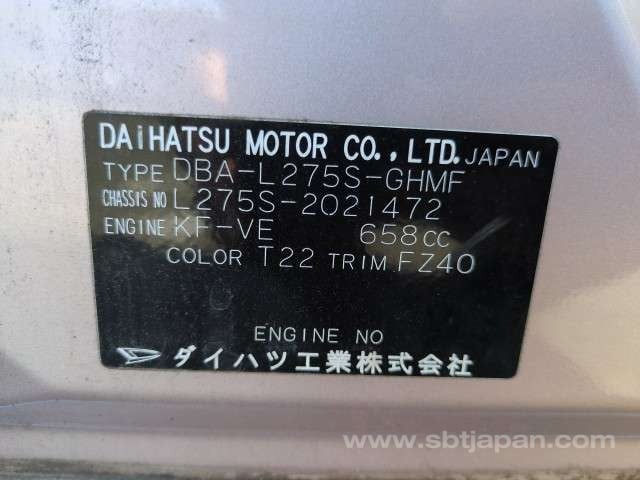 DAiHATSU MOTOR CO.,LTD. JAPAN
TYPE DBA-L275S-GHMF
CHASSIS NO L275S-2021472
ENGINE KF-VE 658CC
COLOR T22 TRIM FZ40
ENGINE NO
ダイハツ工業株式会社
www.sbtjapan.com